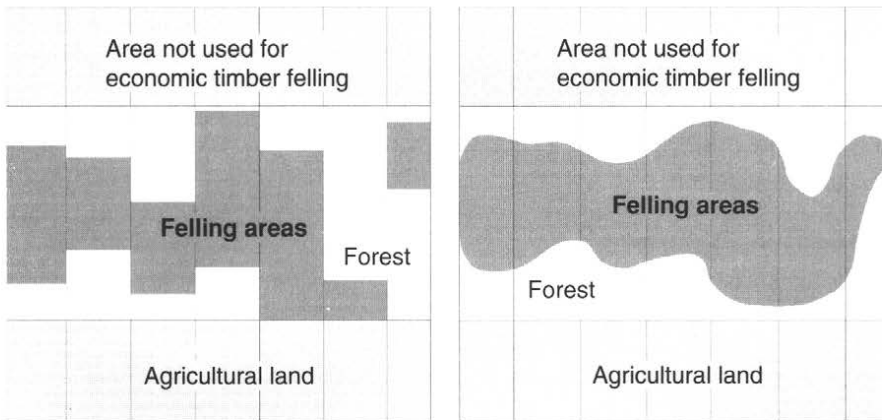 Area not used for
economic timber felling
Felling areas
Forest
Agricultural land
Area not used for
economic timber felling
Felling areas
Forest
Agricultural land